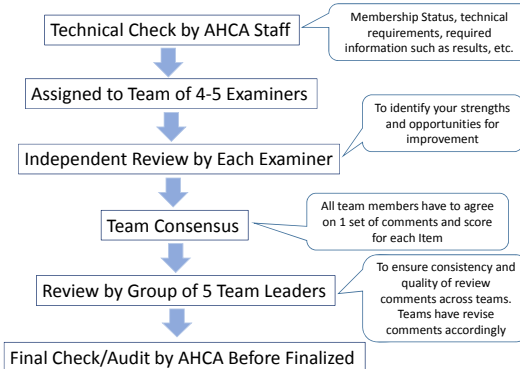 Technical Check by AHCA Staff
Membership Status, technical
requirements, required
information such as results, etc.
Assigned to Team of 4-5 Examiners
To identify your strengths
and opportunities for
improvement
Independent Review by Each Examiner
Team Consensus
All team members have to agree
on 1 set of comments and score
for each Item
Review by Group of 5 Team Leaders
To ensure consistency and
quality of review
comments across teams.
Teams have revise
comments accordingly
Final Check/Audit by AHCA Before Finalized